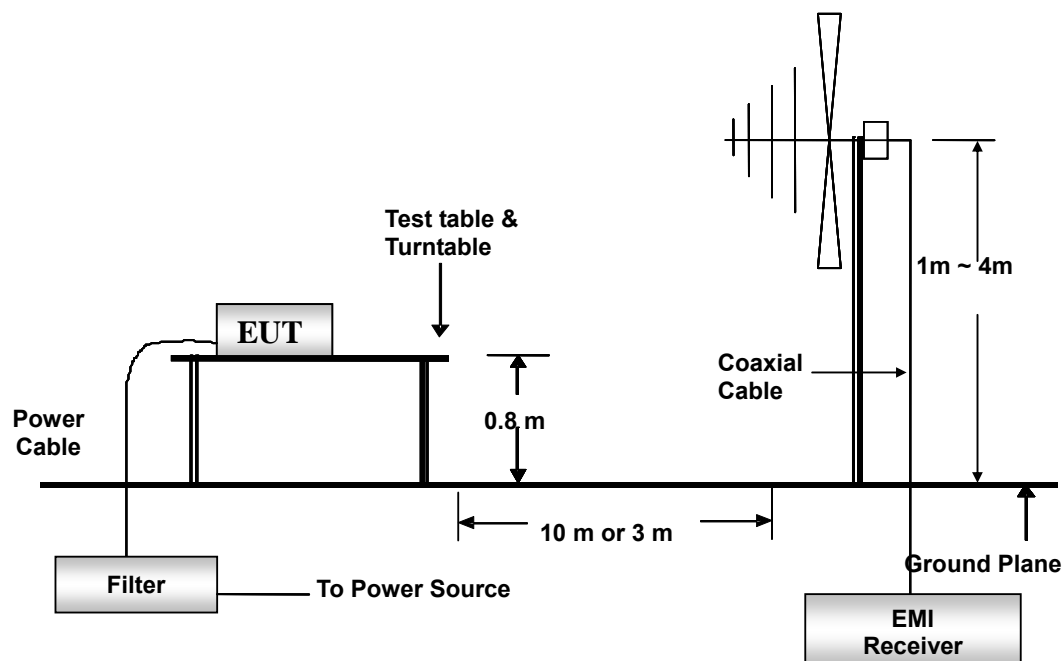 Test table &
Turntable
1m ~ 4m
EUT
Coaxial
Cable
0.8 m
Power
Cable
10 m or 3 m
Ground Plane
Filter
To Power Source
EMI
Receiver